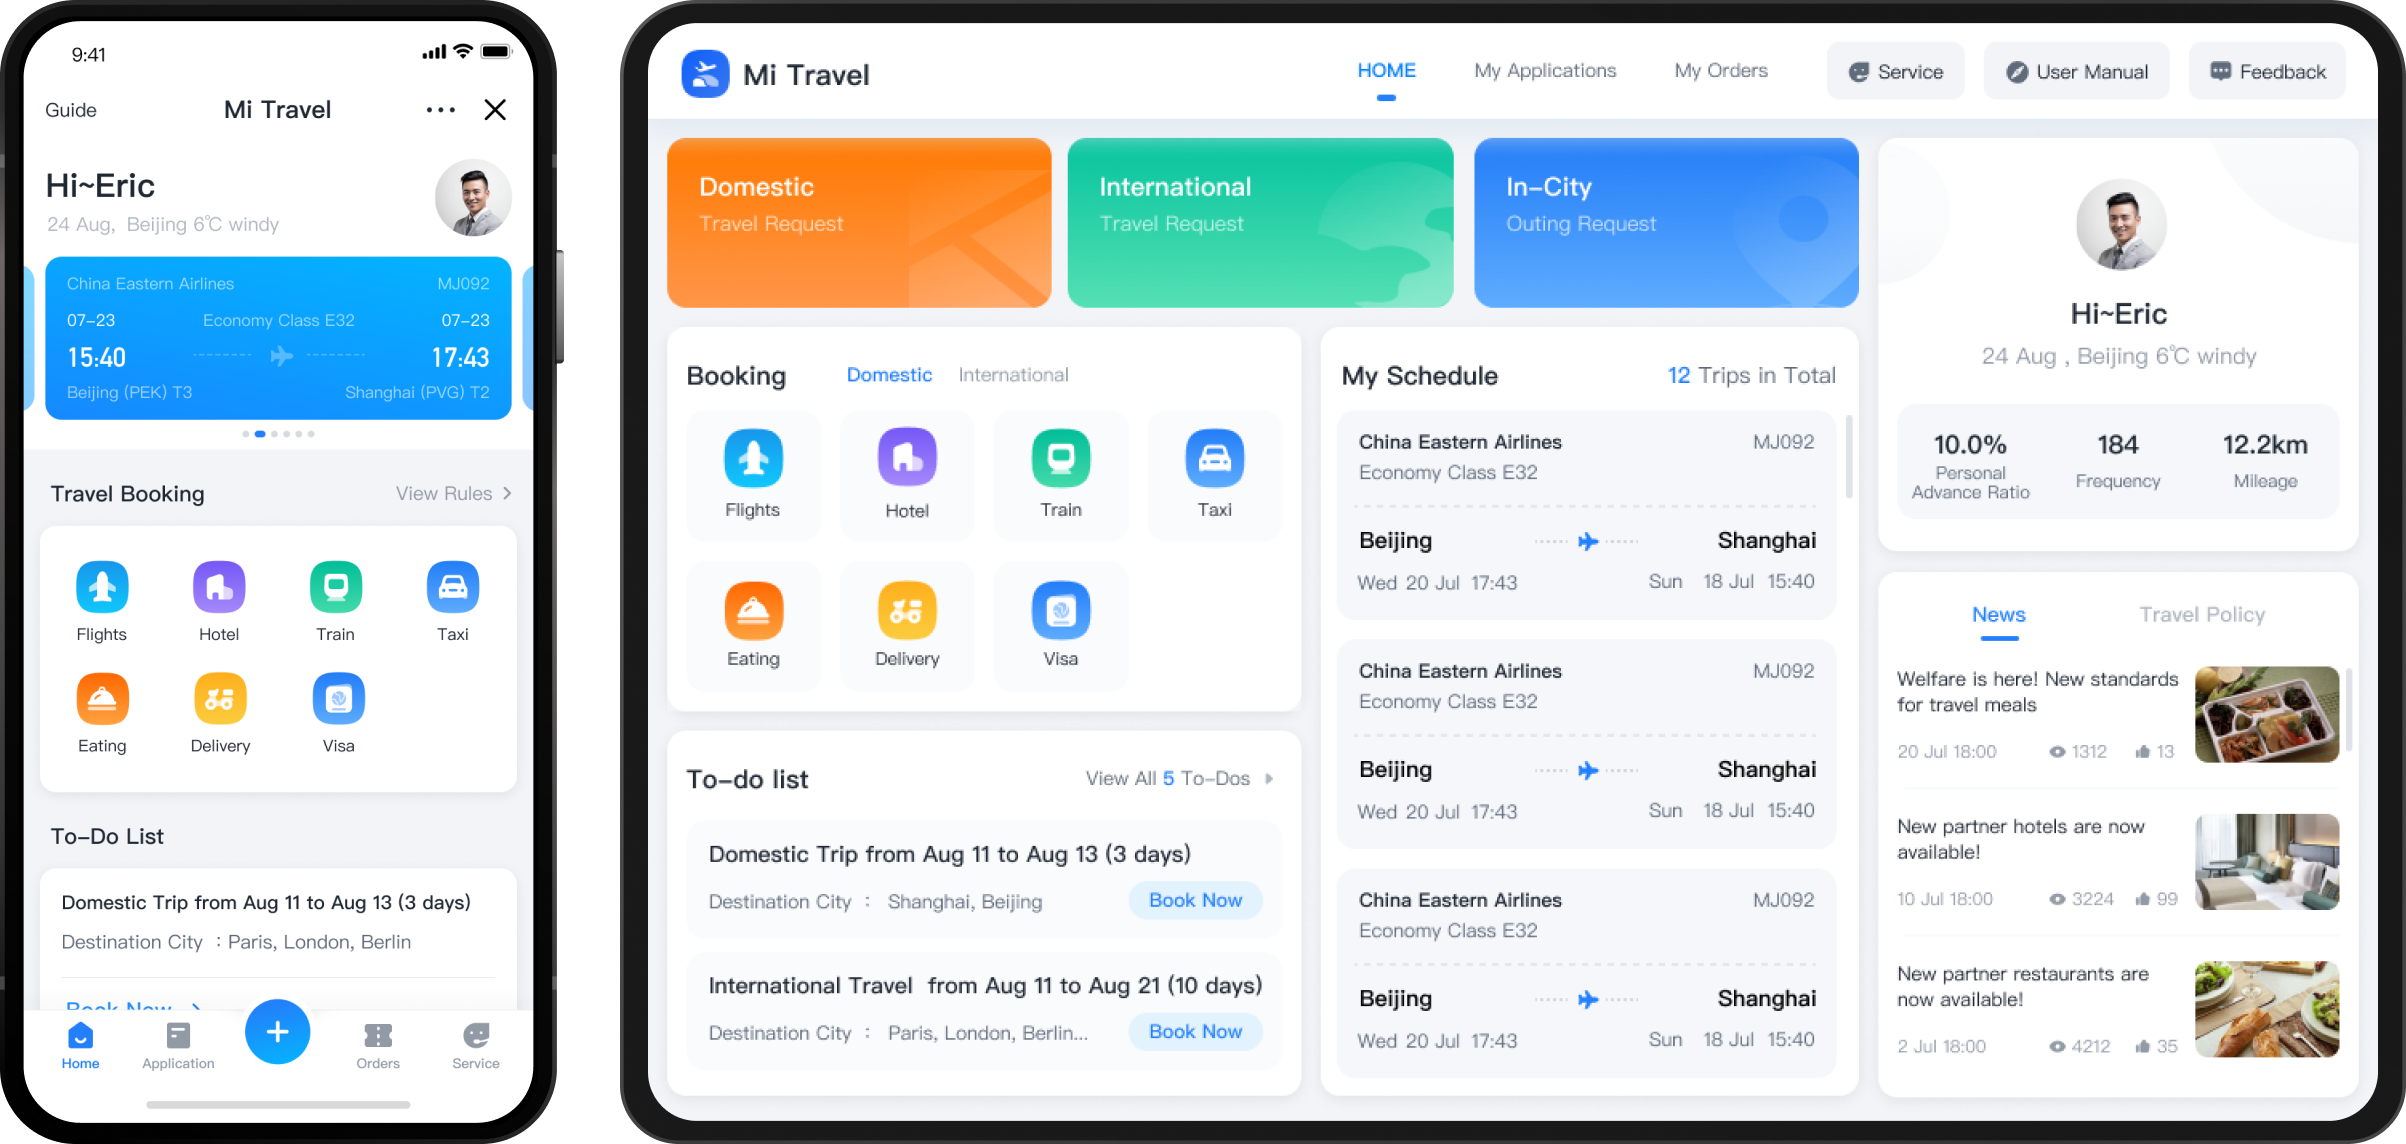 9:41
Guide
Mi Travel
Hi~Eric
24 Aug, Beijing 6℃ windy
China Eastern Airlines
MJ092
07-23
Economy Class E32
07-23
15:40
17:43
Beijing (PEK) T3
Shanghai (PVG) T2
Travel Booking
View Rules
Flights
Hotel
Train
Taxi
Eating
Delivery
Visa
To-Do List
Domestic Trip from Aug 11 to Aug 13 (3 days)
Destination City : Paris, London, Berlin
Book Now
Home
Application
Orders
Service
Mi Travel
HOME
My Applications
My Orders
Service
User Manual
Feedback
Domestic
Travel Request
International
Travel Request
In-City
Outing Request
Booking
Domestic
International
Flights
Hotel
Train
Taxi
Eating
Delivery
Visa
To-do list
View All 5 To-Dos
Domestic Trip from Aug 11 to Aug 13 (3 days)
Destination City : Shanghai, Beijing
Book Now
International Travel from Aug 11 to Aug 21 (10 days)
Destination City : Paris, London, Berlin...
Book Now
My Schedule
12 Trips in Total
China Eastern Airlines
MJ092
Economy Class E32
Beijing
Shanghai
Wed 20 Jul 17:43
Sun 18 Jul 15:40
China Eastern Airlines
MJ092
Economy Class E32
Beijing
Shanghai
Wed 20 Jul 17:43
Sun 18 Jul 15:40
China Eastern Airlines
MJ092
Economy Class E32
Beijing
Shanghai
Wed 20 Jul 17:43
Sun 18 Jul 15:40
Hi~Eric
24 Aug , Beijing 6℃ windy
10.0%
184
12.2km
Personal
Advance Ratio
Frequency
Mileage
News
Travel Policy
Welfare is here! New standards
for travel meals
20 Jul 18:00
1312
13
New partner hotels are now
available!
10 Jul 18:00
3224
99
New partner restaurants are
now available!
2 Jul 18:00
4212
35